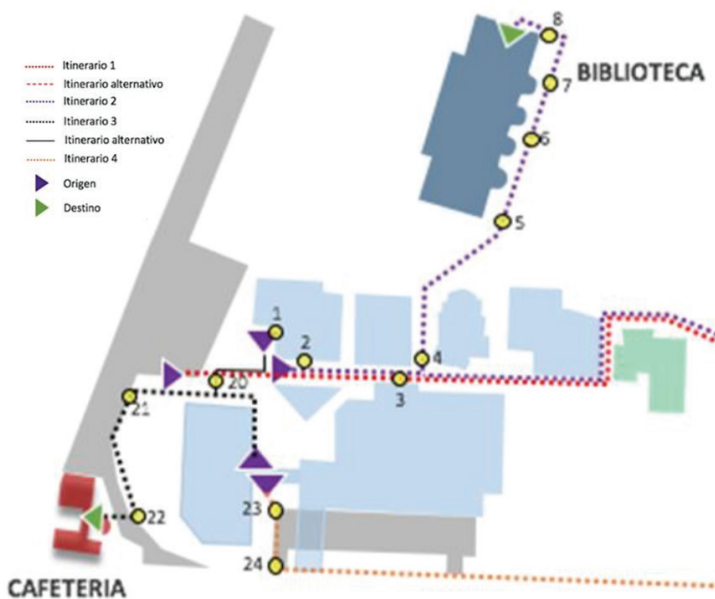 Itinerario 1
Itinerario alternativo
Itinerario 2
Itinerario 3
Itinerario alternativo
Itinerario 4
Origen
Destino
8
BIBLIOTECA
7
6
5
1
2
4
20
3
21
23
22
24
CAFETERIA